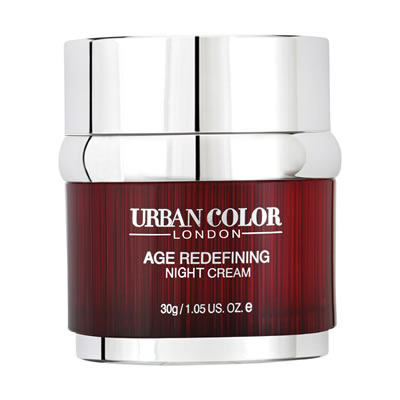 URBAN COLOR
LONDON
AGE REDEFINING
NIGHT CREAM
30g / 1.05 US. OZ. ℮